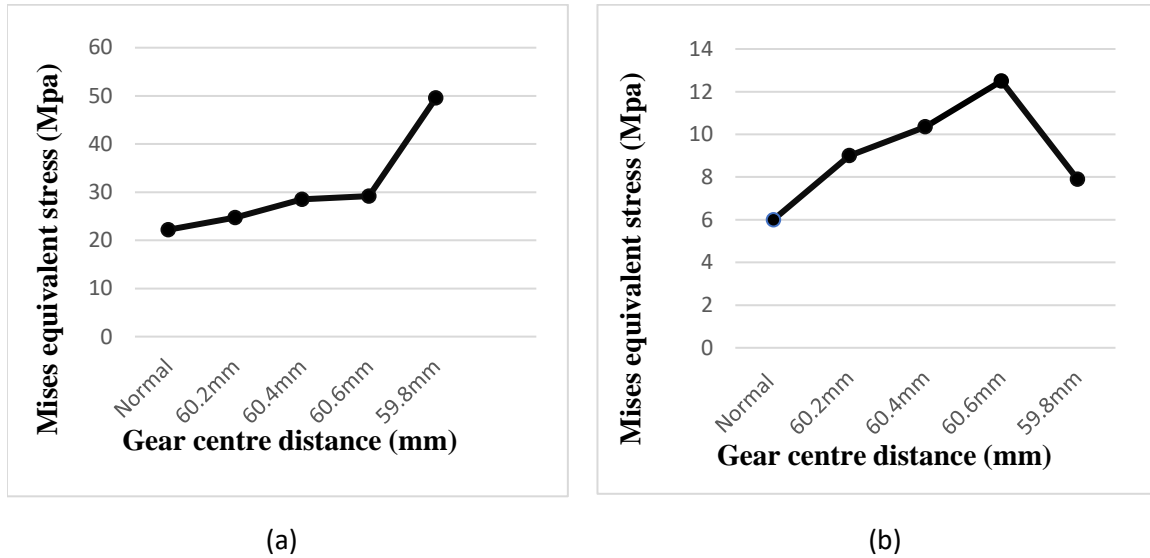 60
50
40
30
20
10
0
Mises equivalent stress (Mpa)
Normal
60.2mm
60.4mm
60.6mm
59.8mm
Gear centre distance (mm)
(a)
14
12
10
8
6
4
2
0
Mises equivalent stress (Mpa)
Normal
60.2mm
60.4mm
60.6mm
59.8mm
Gear centre distance (mm)
(b)